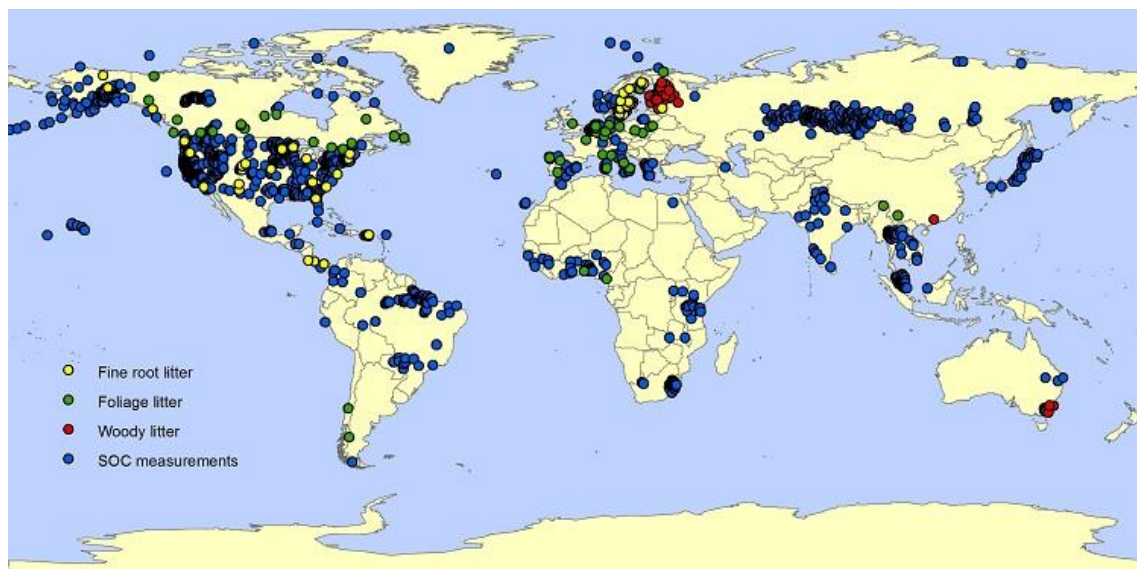 Fine root litter
Foliage litter
Woody litter
SOC measurements